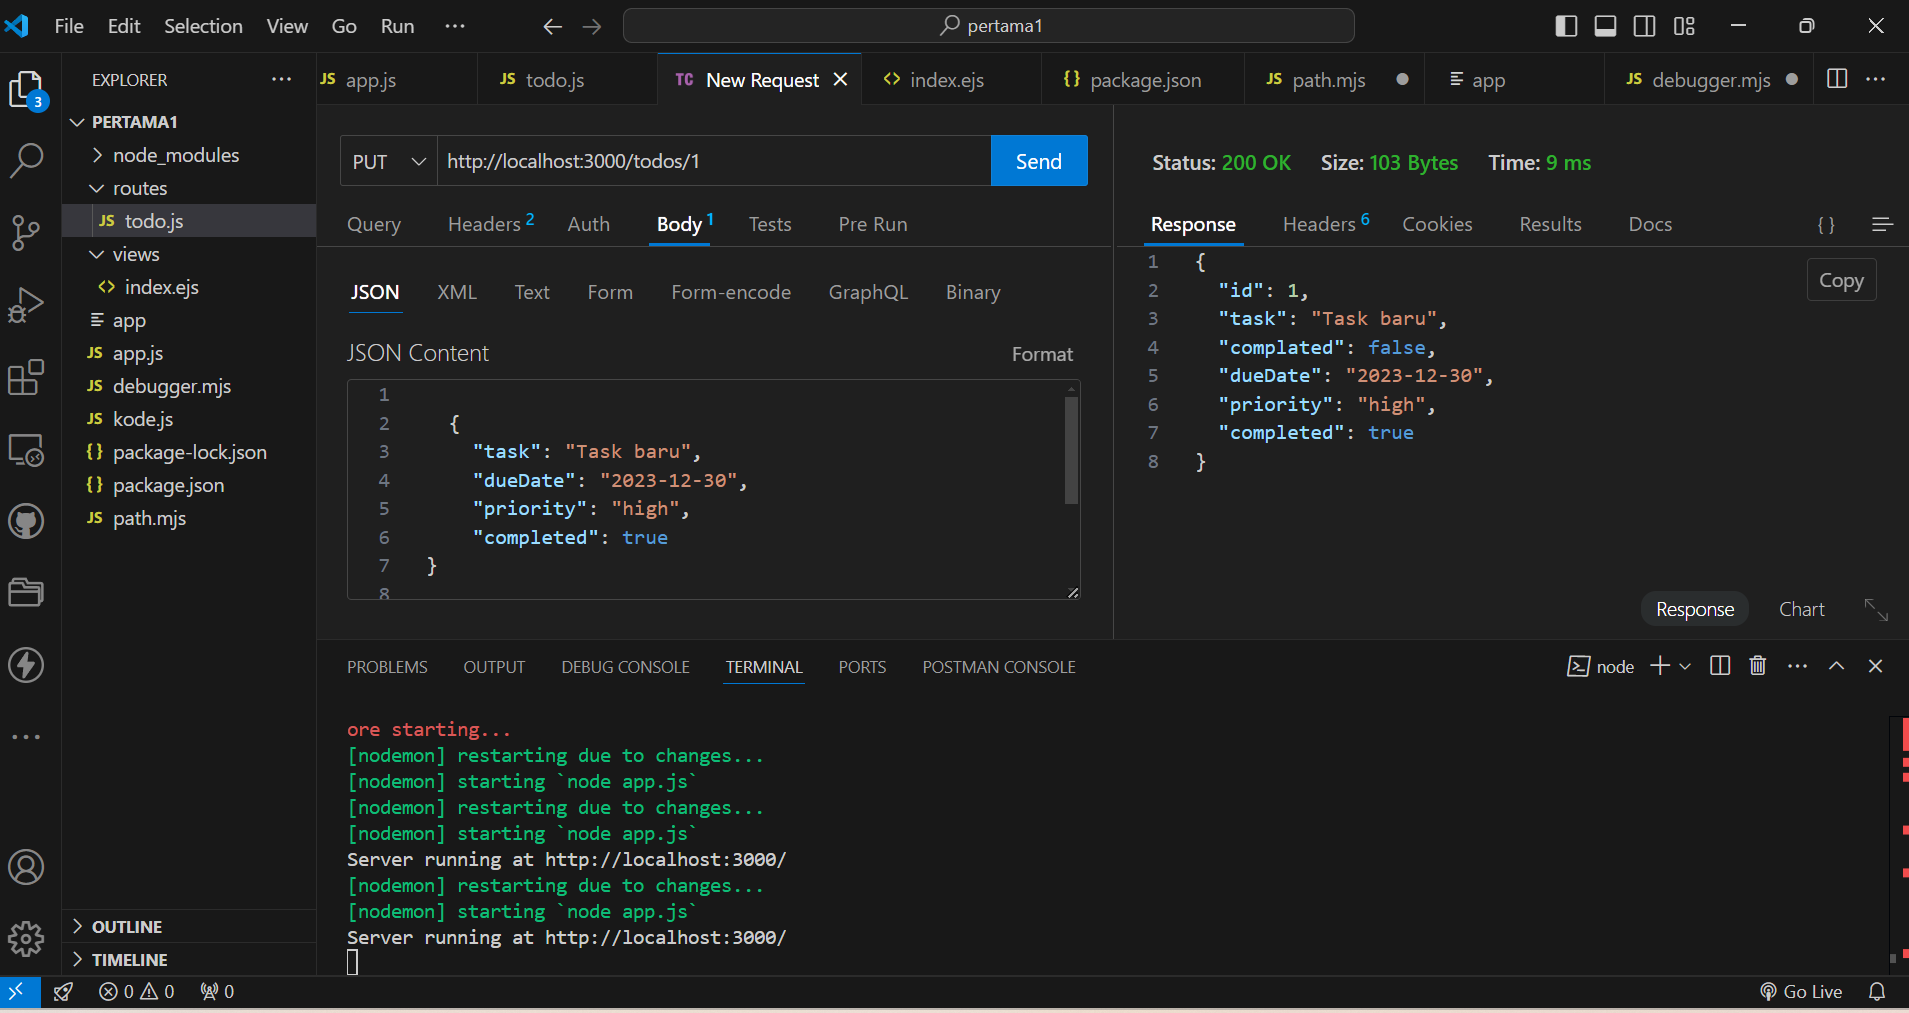 File Edit Selection View Go Run ··· pertama1
EXPLORER ···
3
PERTAMA1
node_modules
routes
JS todo.js
views
<> index.ejs
app
JS app.js
JS debugger.mjs
JS kode.js
{} package-lock.json
{} package.json
JS path.mjs
OUTLINE
TIMELINE
JS app.js JS todo.js TC New Request <> index.ejs {} package.json JS path.mjs app JS debugger.mjs ···
PUT http://localhost:3000/todos/1 Send
Query Headers 2 Auth Body 1 Tests Pre Run
JSON XML Text Form Form-encode GraphQL Binary
JSON Content Format
1
2 {
3 "task": "Task baru",
4 "dueDate": "2023-12-30",
5 "priority": "high",
6 "completed": true
7 }
8
Status: 200 OK Size: 103 Bytes Time: 9 ms
Response Headers 6 Cookies Results Docs {}
Copy
1 {
2 "id": 1,
3 "task": "Task baru",
4 "complated": false,
5 "dueDate": "2023-12-30",
6 "priority": "high",
7 "completed": true
8 }
Response Chart
PROBLEMS OUTPUT DEBUG CONSOLE TERMINAL PORTS POSTMAN CONSOLE node ···
ore starting...
[nodemon] restarting due to changes...
[nodemon] starting `node app.js`
[nodemon] restarting due to changes...
[nodemon] starting `node app.js`
Server running at http://localhost:3000/
[nodemon] restarting due to changes...
[nodemon] starting `node app.js`
Server running at http://localhost:3000/
0 0 0 Go Live